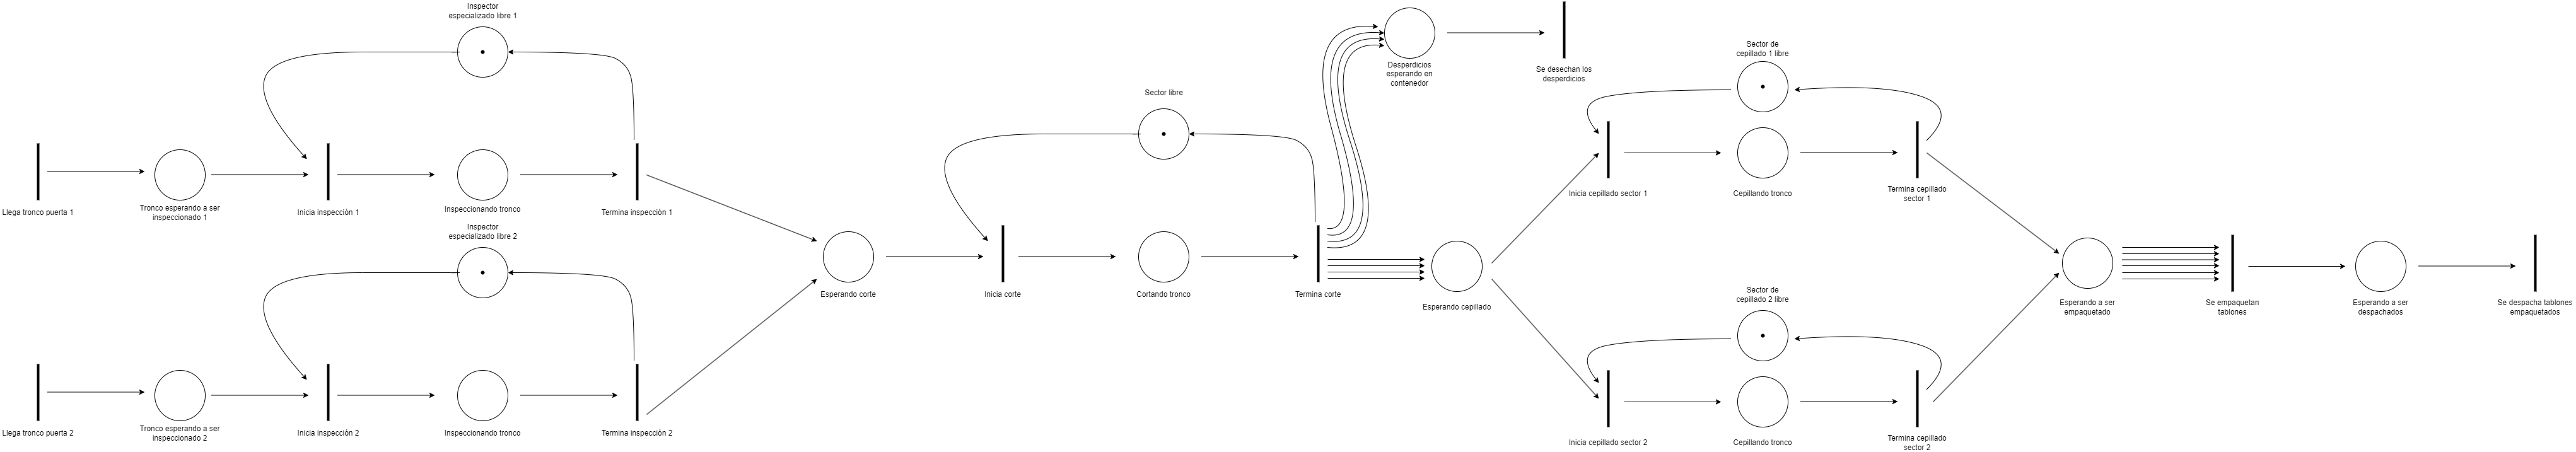 Inspector
especializado libre 1
Llega tronco puerta 1
Tronco esperando a ser
inspeccionado 1
Inicia inspección 1
Inspeccionando tronco
Termina inspección 1
Inspector
especializado libre 2
Llega tronco puerta 2
Tronco esperando a ser
inspeccionado 2
Inicia inspección 2
Inspeccionando tronco
Termina inspección 2
Esperando corte
Sector libre
Inicia corte
Cortando tronco
Termina corte
Desperdicios
esperando en
contenedor
Se desechan los
desperdicios
Esperando cepillado
Sector de
cepillado 1 libre
Inicia cepillado sector 1
Cepillando tronco
Termina cepillado
sector 1
Sector de
cepillado 2 libre
Inicia cepillado sector 2
Cepillando tronco
Termina cepillado
sector 2
Esperando a ser
empaquetado
Se empaquetan
tablones
Esperando a ser
despachados
Se despacha tablones
empaquetados